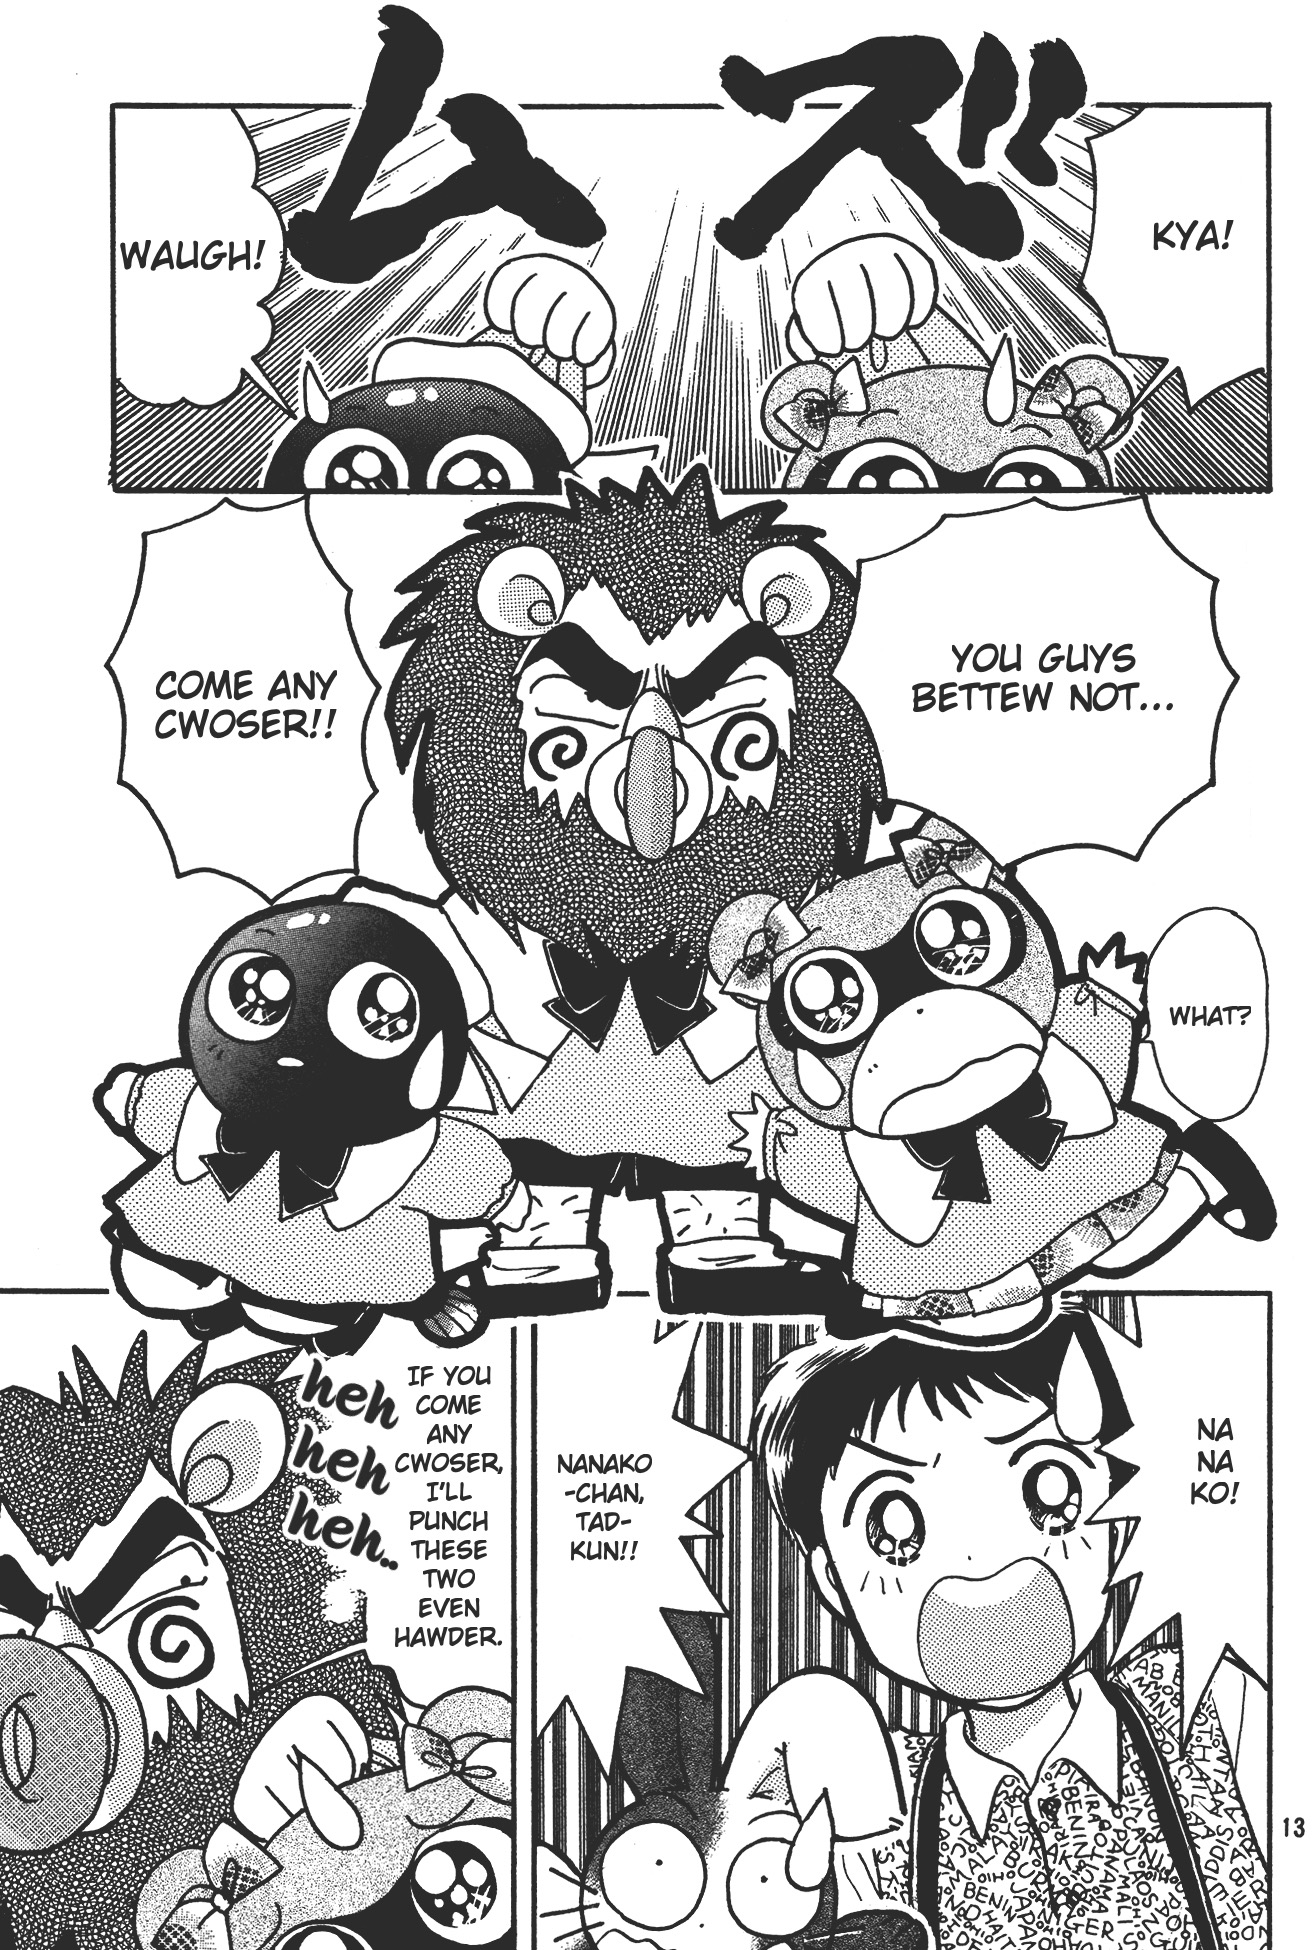 ズム
KYA!
WAUGH!
YOU GUYS
BETTEW NOT...
COME ANY
CWOSER!!
WHAT?
NA
NA
KO!
NANAKO
-CHAN,
TAD-
KUN!!
IF YOU
COME
ANY
CWOSER,
I'LL
PUNCH
THESE
TWO
EVEN
HAWDER.
heh
heh
heh..
13